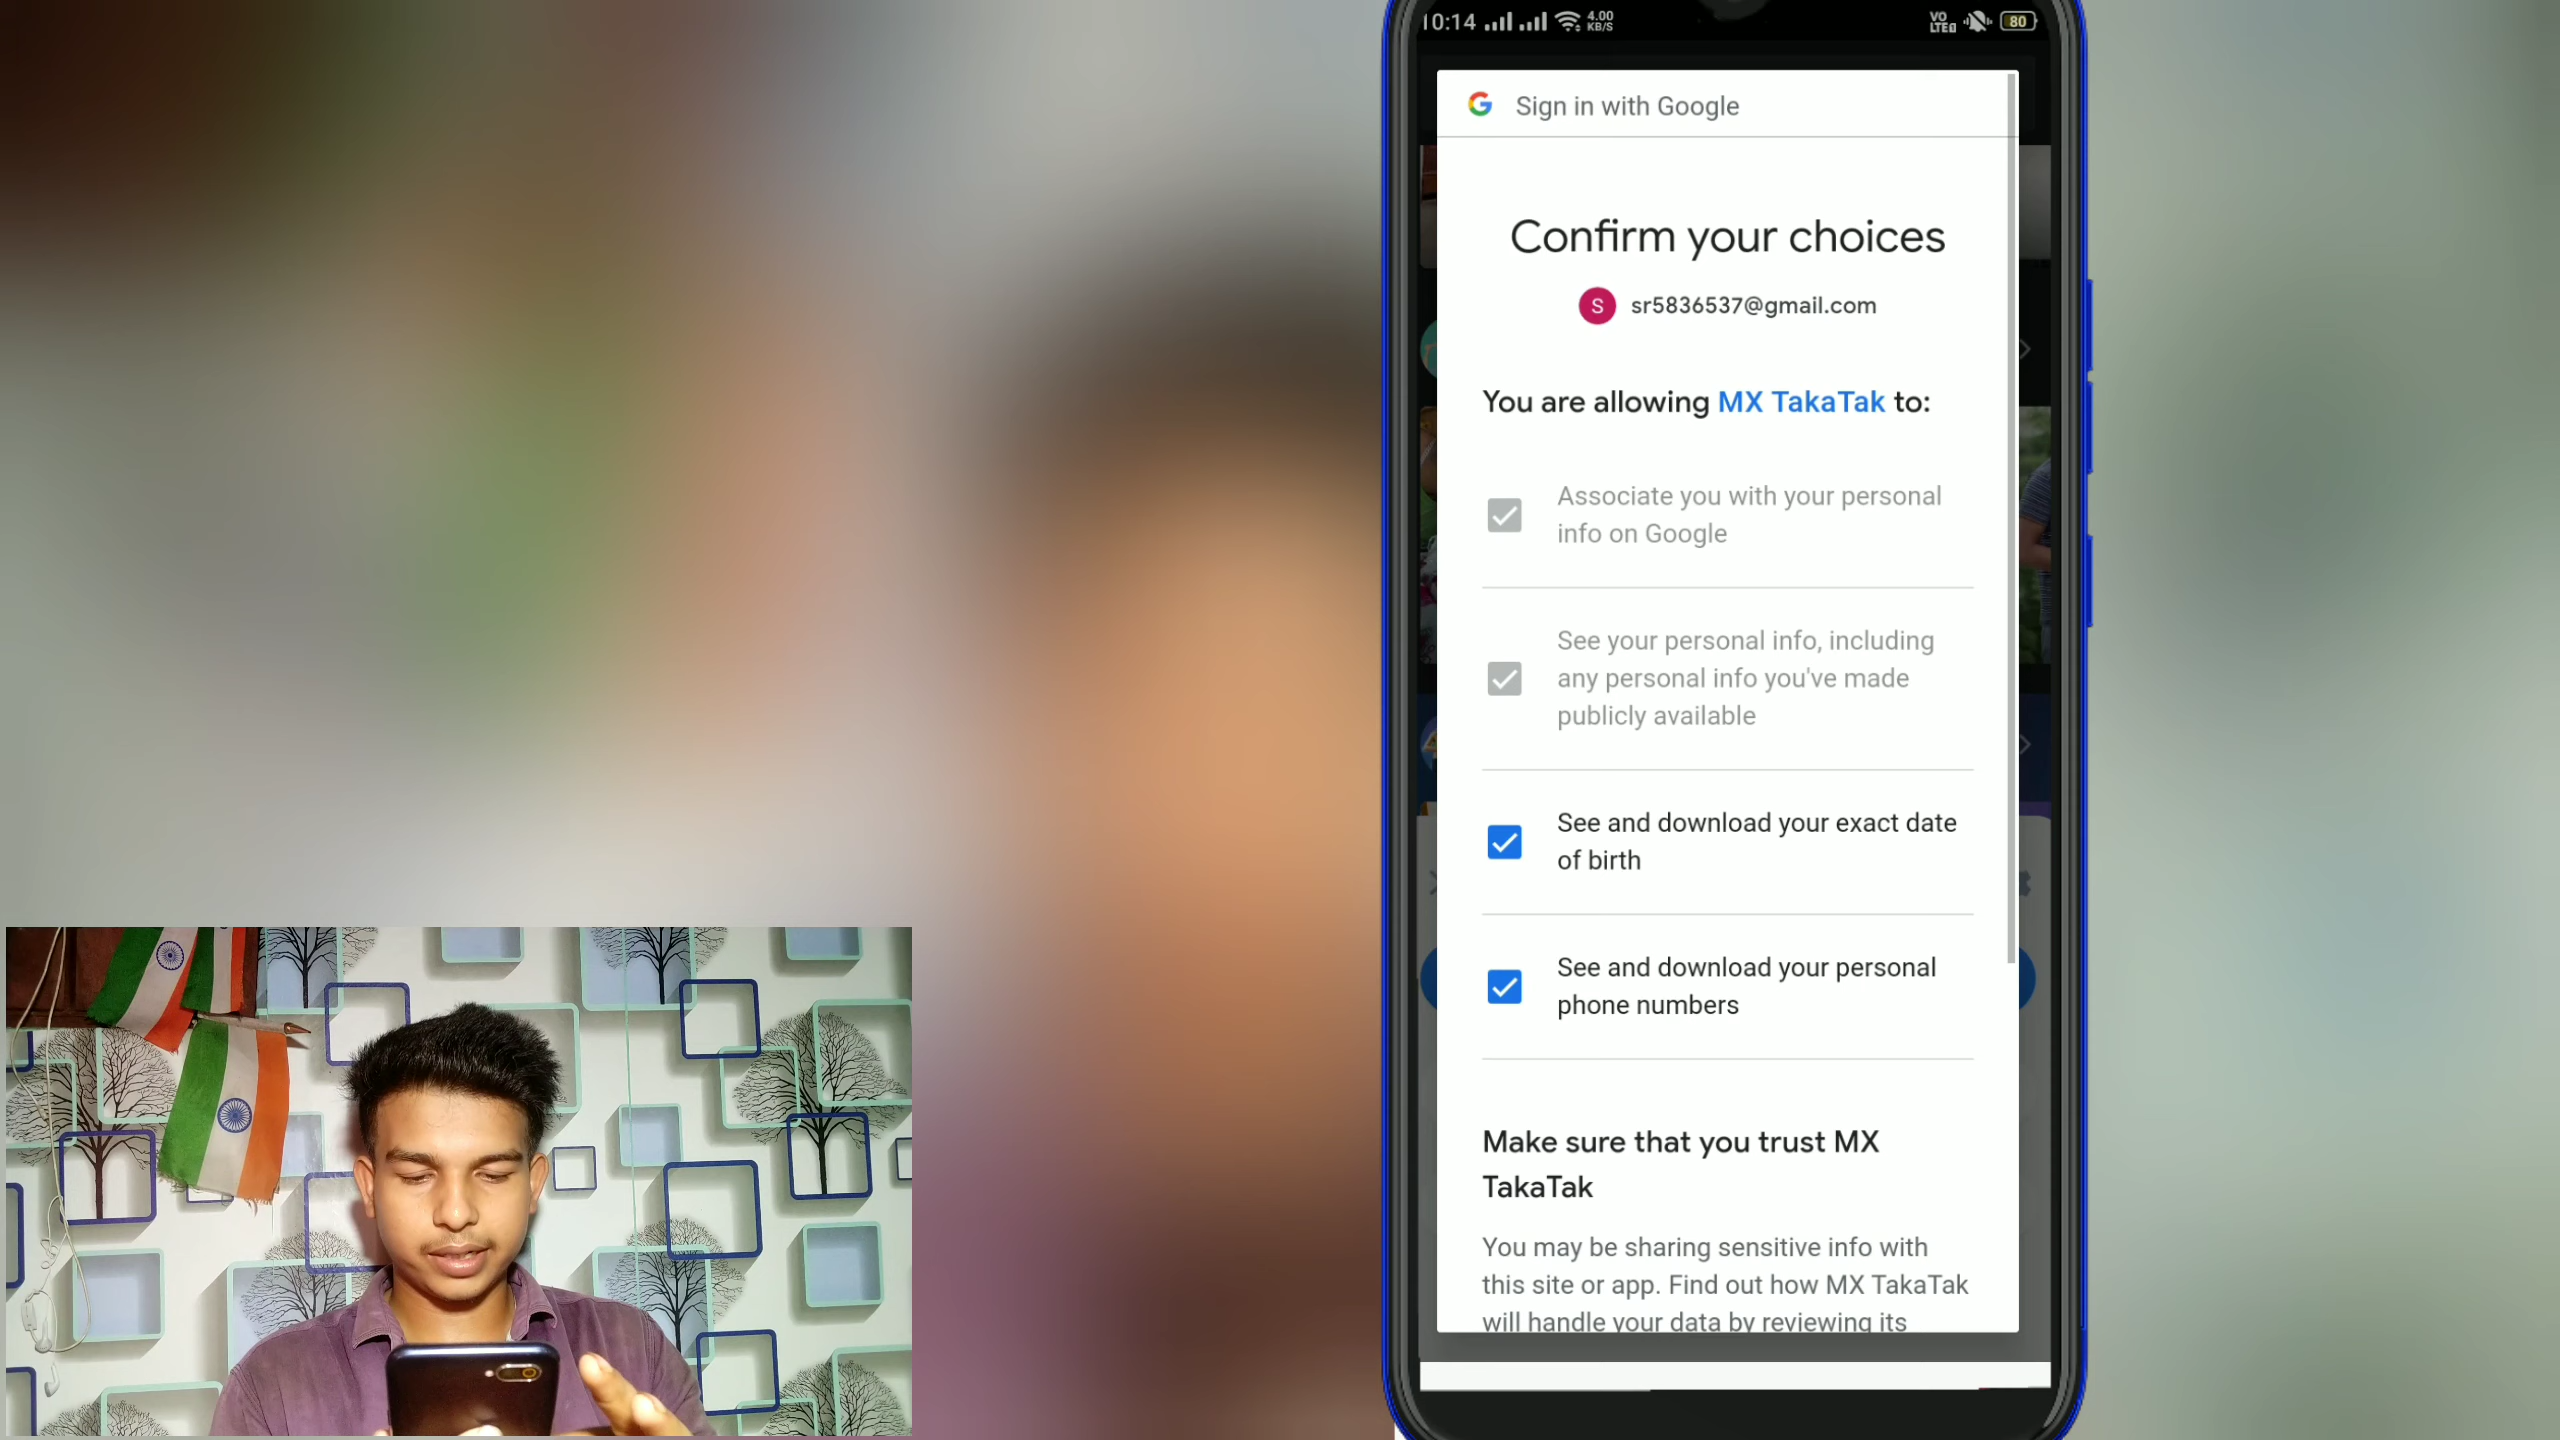 10:14 4.00 KB/S VO LTE 80
Sign in with Google
Confirm your choices
S sr5836537@gmail.com
You are allowing MX TakaTak to:
Associate you with your personal
info on Google
See your personal info, including
any personal info you've made
publicly available
See and download your exact date
of birth
See and download your personal
phone numbers
Make sure that you trust MX
TakaTak
You may be sharing sensitive info with
this site or app. Find out how MX TakaTak
will handle your data by reviewing its